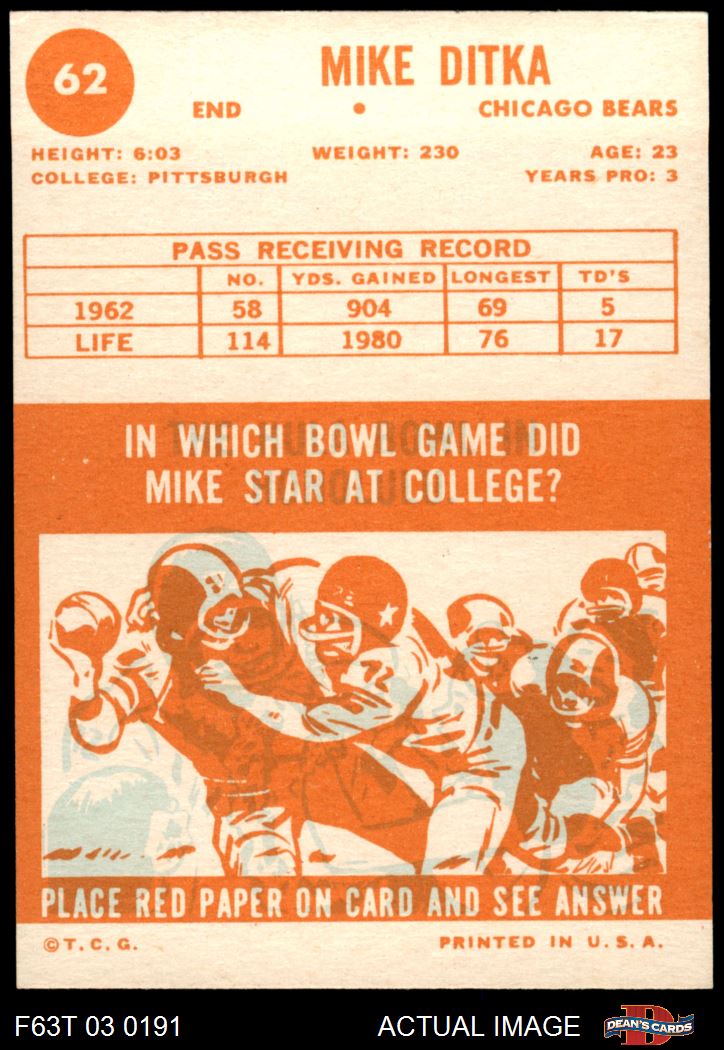 62
MIKE DITKA
END • CHICAGO BEARS
HEIGHT: 6:03 WEIGHT: 230 AGE: 23
COLLEGE: PITTSBURGH YEARS PRO: 3
PASS RECEIVING RECORD
NO. YDS. GAINED LONGEST TD'S
1962 58 904 69 5
LIFE 114 1980 76 17
IN WHICH BOWL GAME DID
MIKE STAR AT COLLEGE?
72
PLACE RED PAPER ON CARD AND SEE ANSWER
©T.C.G. PRINTED IN U.S.A.
F63T 03 0191 ACTUAL IMAGE D DEAN'S CARDS